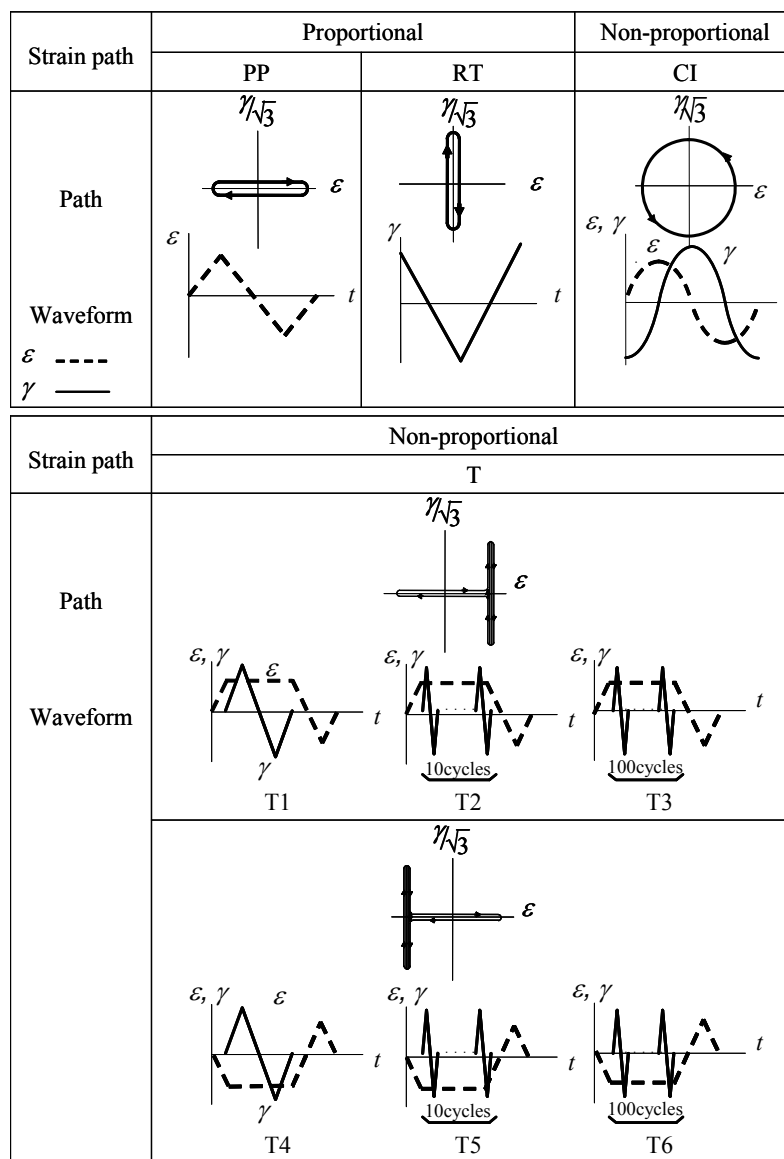 Strain path
Proportional
Non-proportional
PP
RT
CI
Path
γ/√3
ε
γ/√3
ε
γ/√3
ε
Waveform
ε
γ
ε
t
γ
t
ε, γ
ε
γ
t
Strain path
Non-proportional
T
Path
γ/√3
ε
Waveform
ε, γ
ε
t
γ
T1
ε, γ
t
10cycles
T2
ε, γ
t
100cycles
T3
γ/√3
ε
ε, γ
ε
t
γ
T4
ε, γ
t
10cycles
T5
ε, γ
t
100cycles
T6